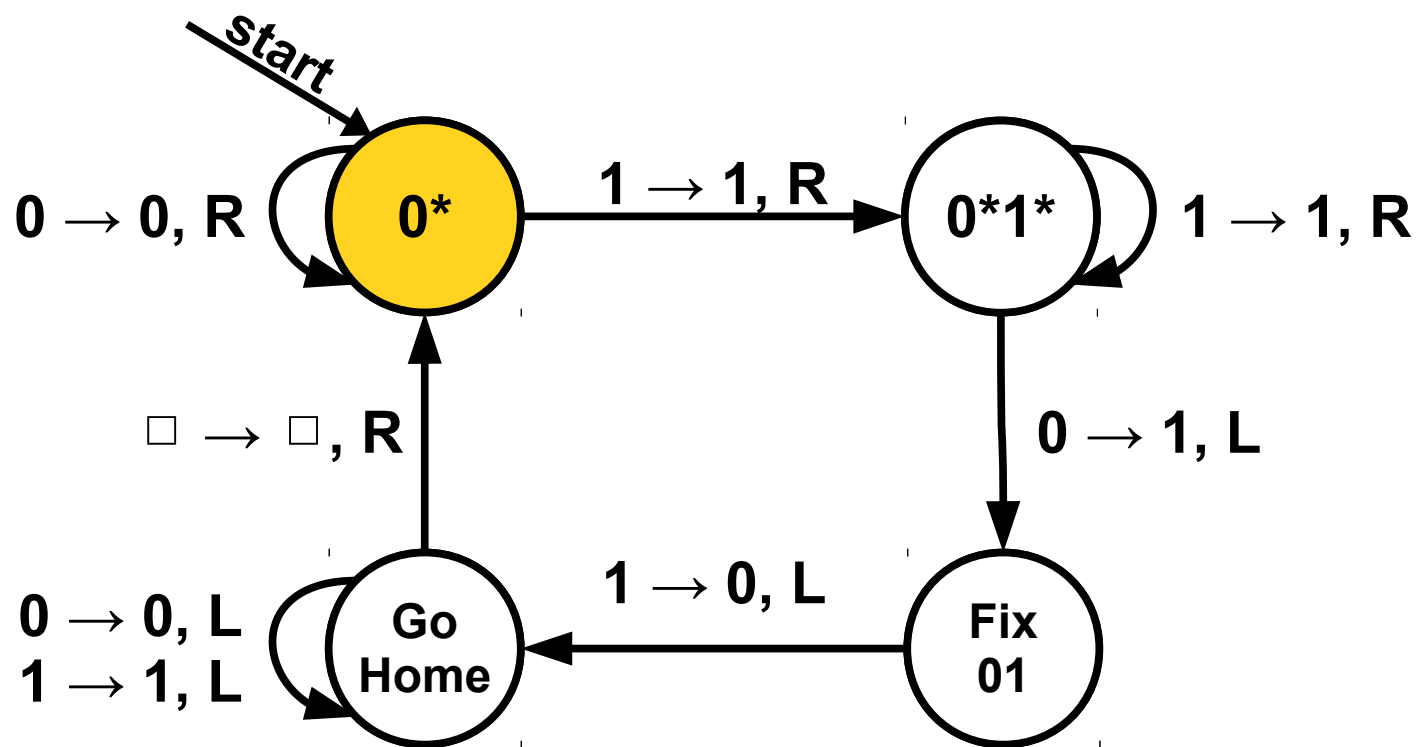 start
0 → 0, R
0*
1 → 1, R
0*1*
1 → 1, R
□ → □, R
0 → 1, L
0 → 0, L
1 → 1, L
Go
Home
1 → 0, L
Fix
01